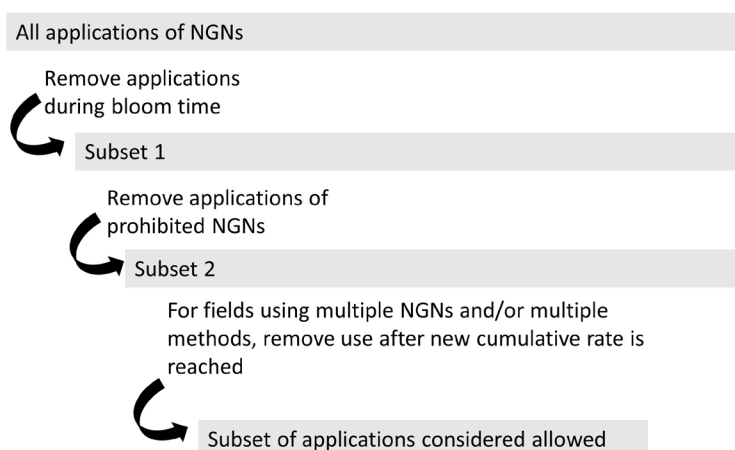 All applications of NGNs
Remove applications
during bloom time
Subset 1
Remove applications of
prohibited NGNs
Subset 2
For fields using multiple NGNs and/or multiple
methods, remove use after new cumulative rate is
reached
Subset of applications considered allowed